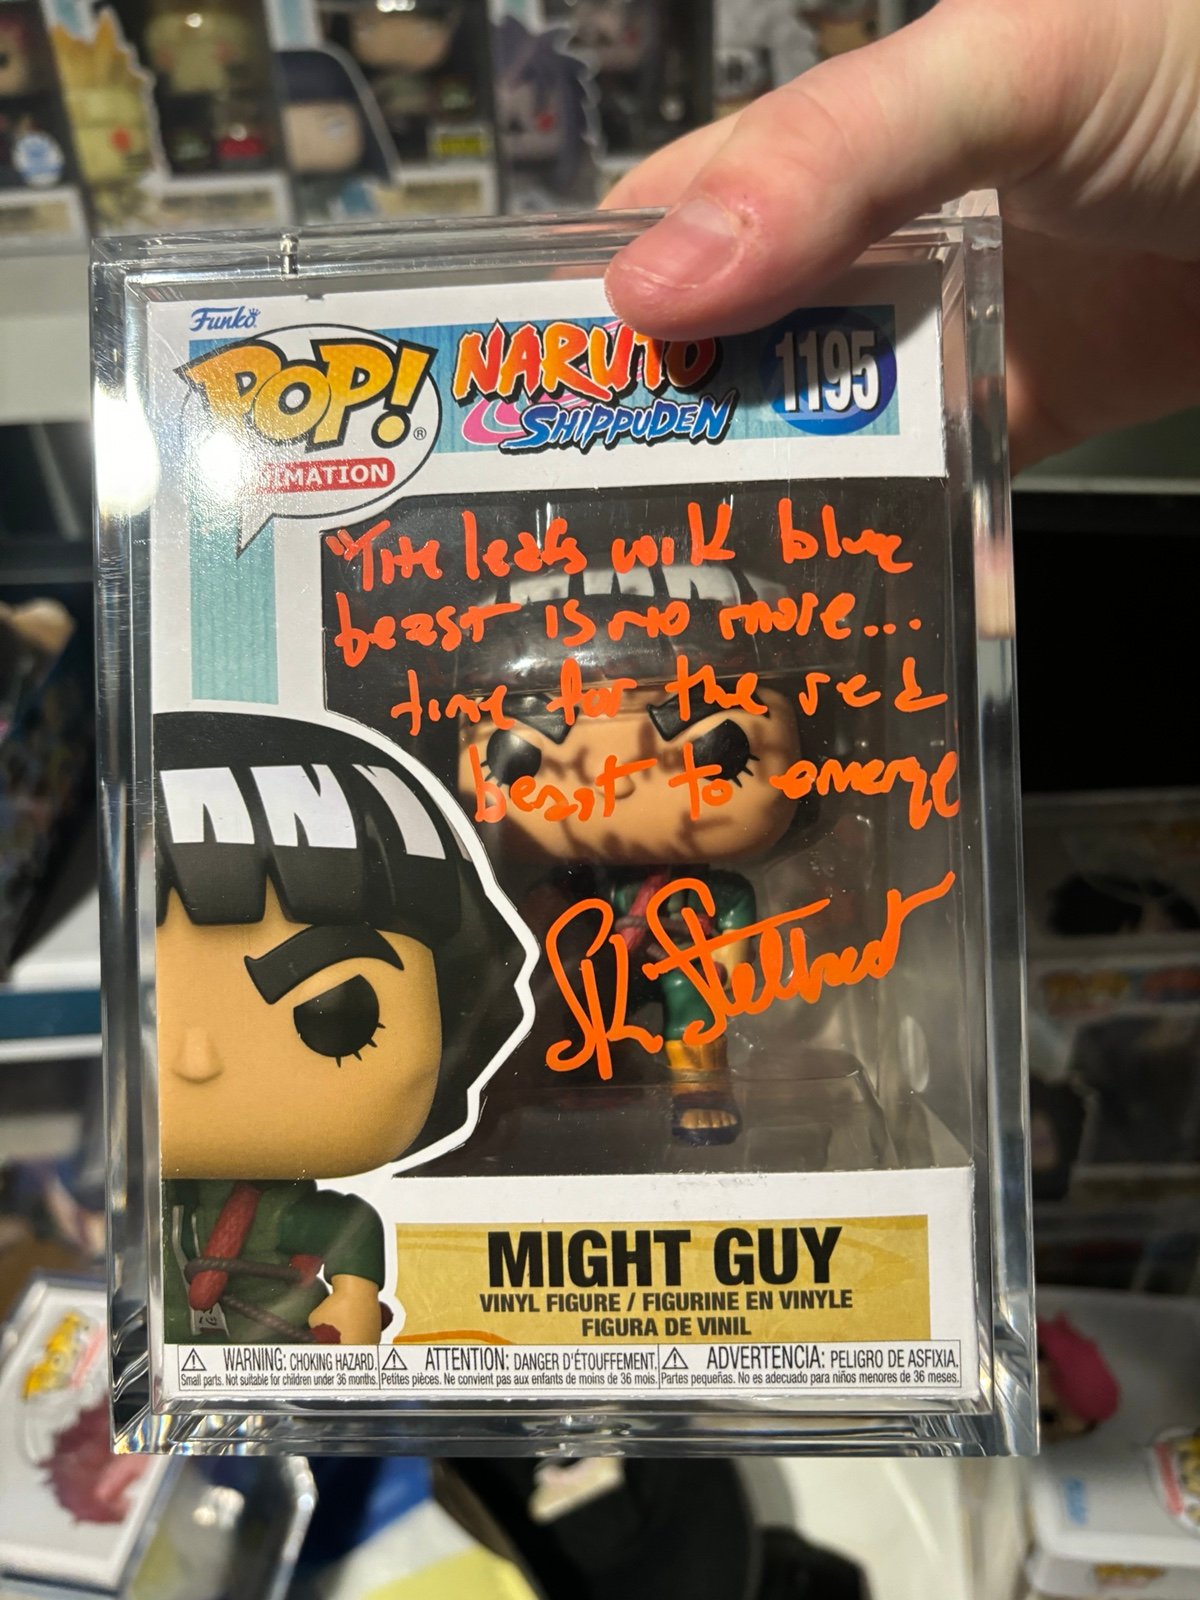 Funko
POP!®
ANIMATION
NARUTO
SHIPPUDEN
1195
"The leafs wilk blue
beast is no more...
time for the red
beast to emerge
MIGHT GUY
VINYL FIGURE / FIGURINE EN VINYLE
FIGURA DE VINIL
⚠ WARNING: CHOKING HAZARD.
Small parts. Not suitable for children under 36 months.
⚠ ATTENTION: DANGER D'ÉTOUFFEMENT.
Petites pièces. Ne convient pas aux enfants de moins de 36 mois.
⚠ ADVERTENCIA: PELIGRO DE ASFIXIA.
Partes pequeñas. No es adecuado para niños menores de 36 meses.